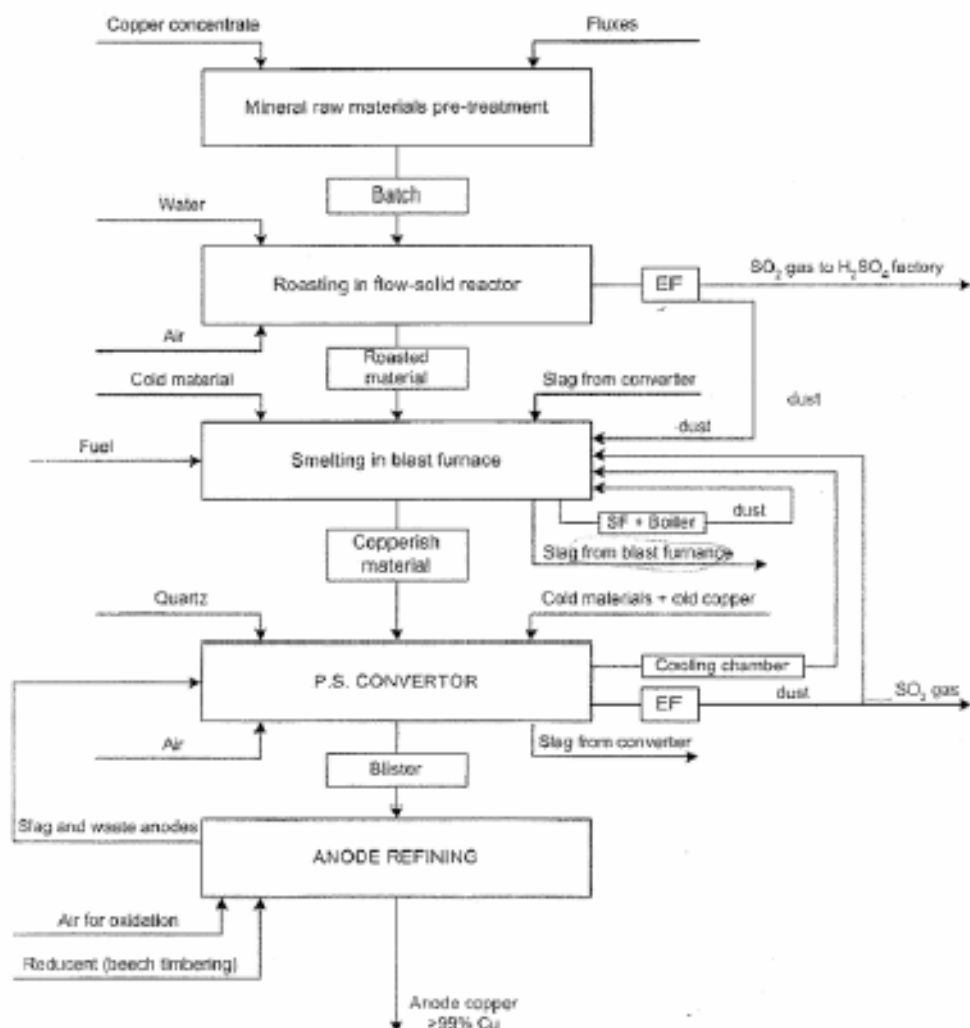 Copper concentrate
Fluxes
Mineral raw materials pre-treatment
Batch
Water
Roasting in flow-solid reactor
EF
SO2 gas to H2SO4 factory
Air
Roasted
material
Cold material
Slag from converter
dust
dust
Fuel
Smelting in blast furnace
SF + Boiler
dust
Slag from blast furnance
Copperish
material
Quartz
Cold materials + old copper
P.S. CONVERTOR
Cooling chamber
EF
dust
SO2 gas
Air
Slag from converter
Blister
Slag and waste anodes
ANODE REFINING
Air for oxidation
Reducent (beech timbering)
Anode copper
>99% Cu